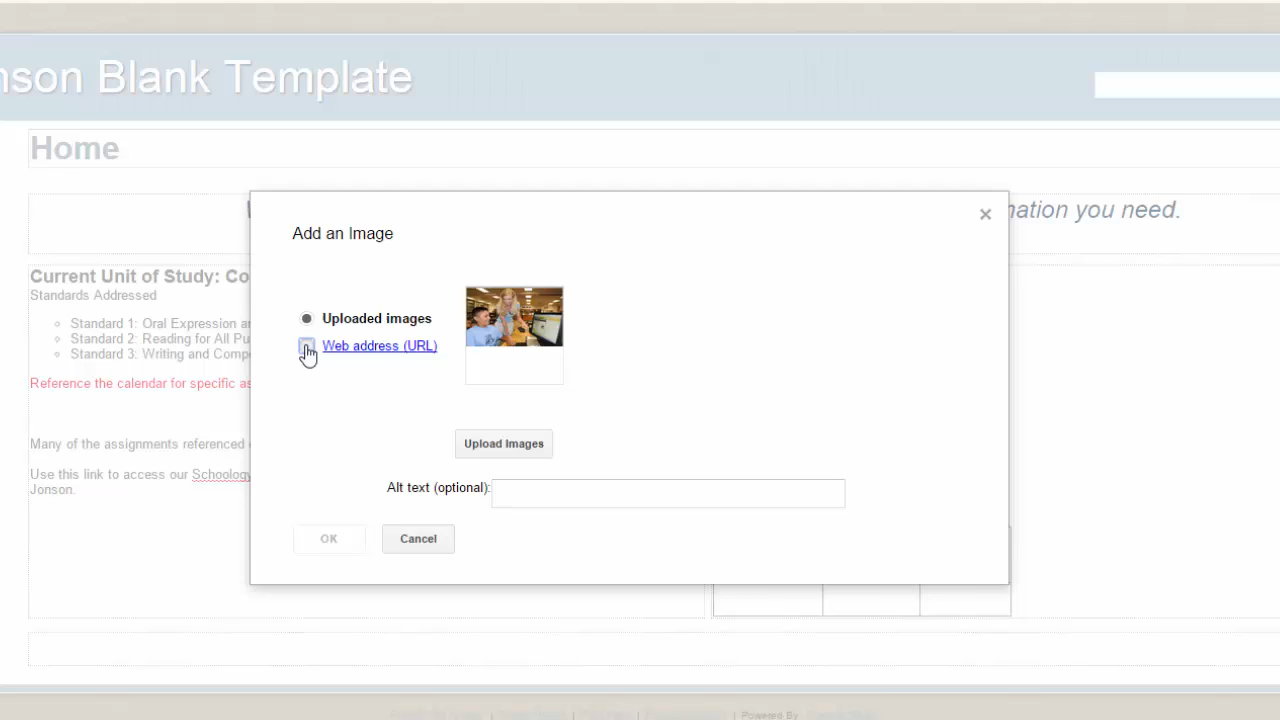 nson Blank Template
Home
mation you need.
Add an Image
Current Unit of Study: Co
Standards Addressed
Uploaded images
Standard 1: Oral Expression a
Standard 2: Reading for All Pu
Web address (URL)
Standard 3: Writing and Compo
Reference the calendar for specific as
Many of the assignments referenced
Upload Images
Use this link to access our Schoology
Jonson.
Alt text (optional):
OK
Cancel
Powered By